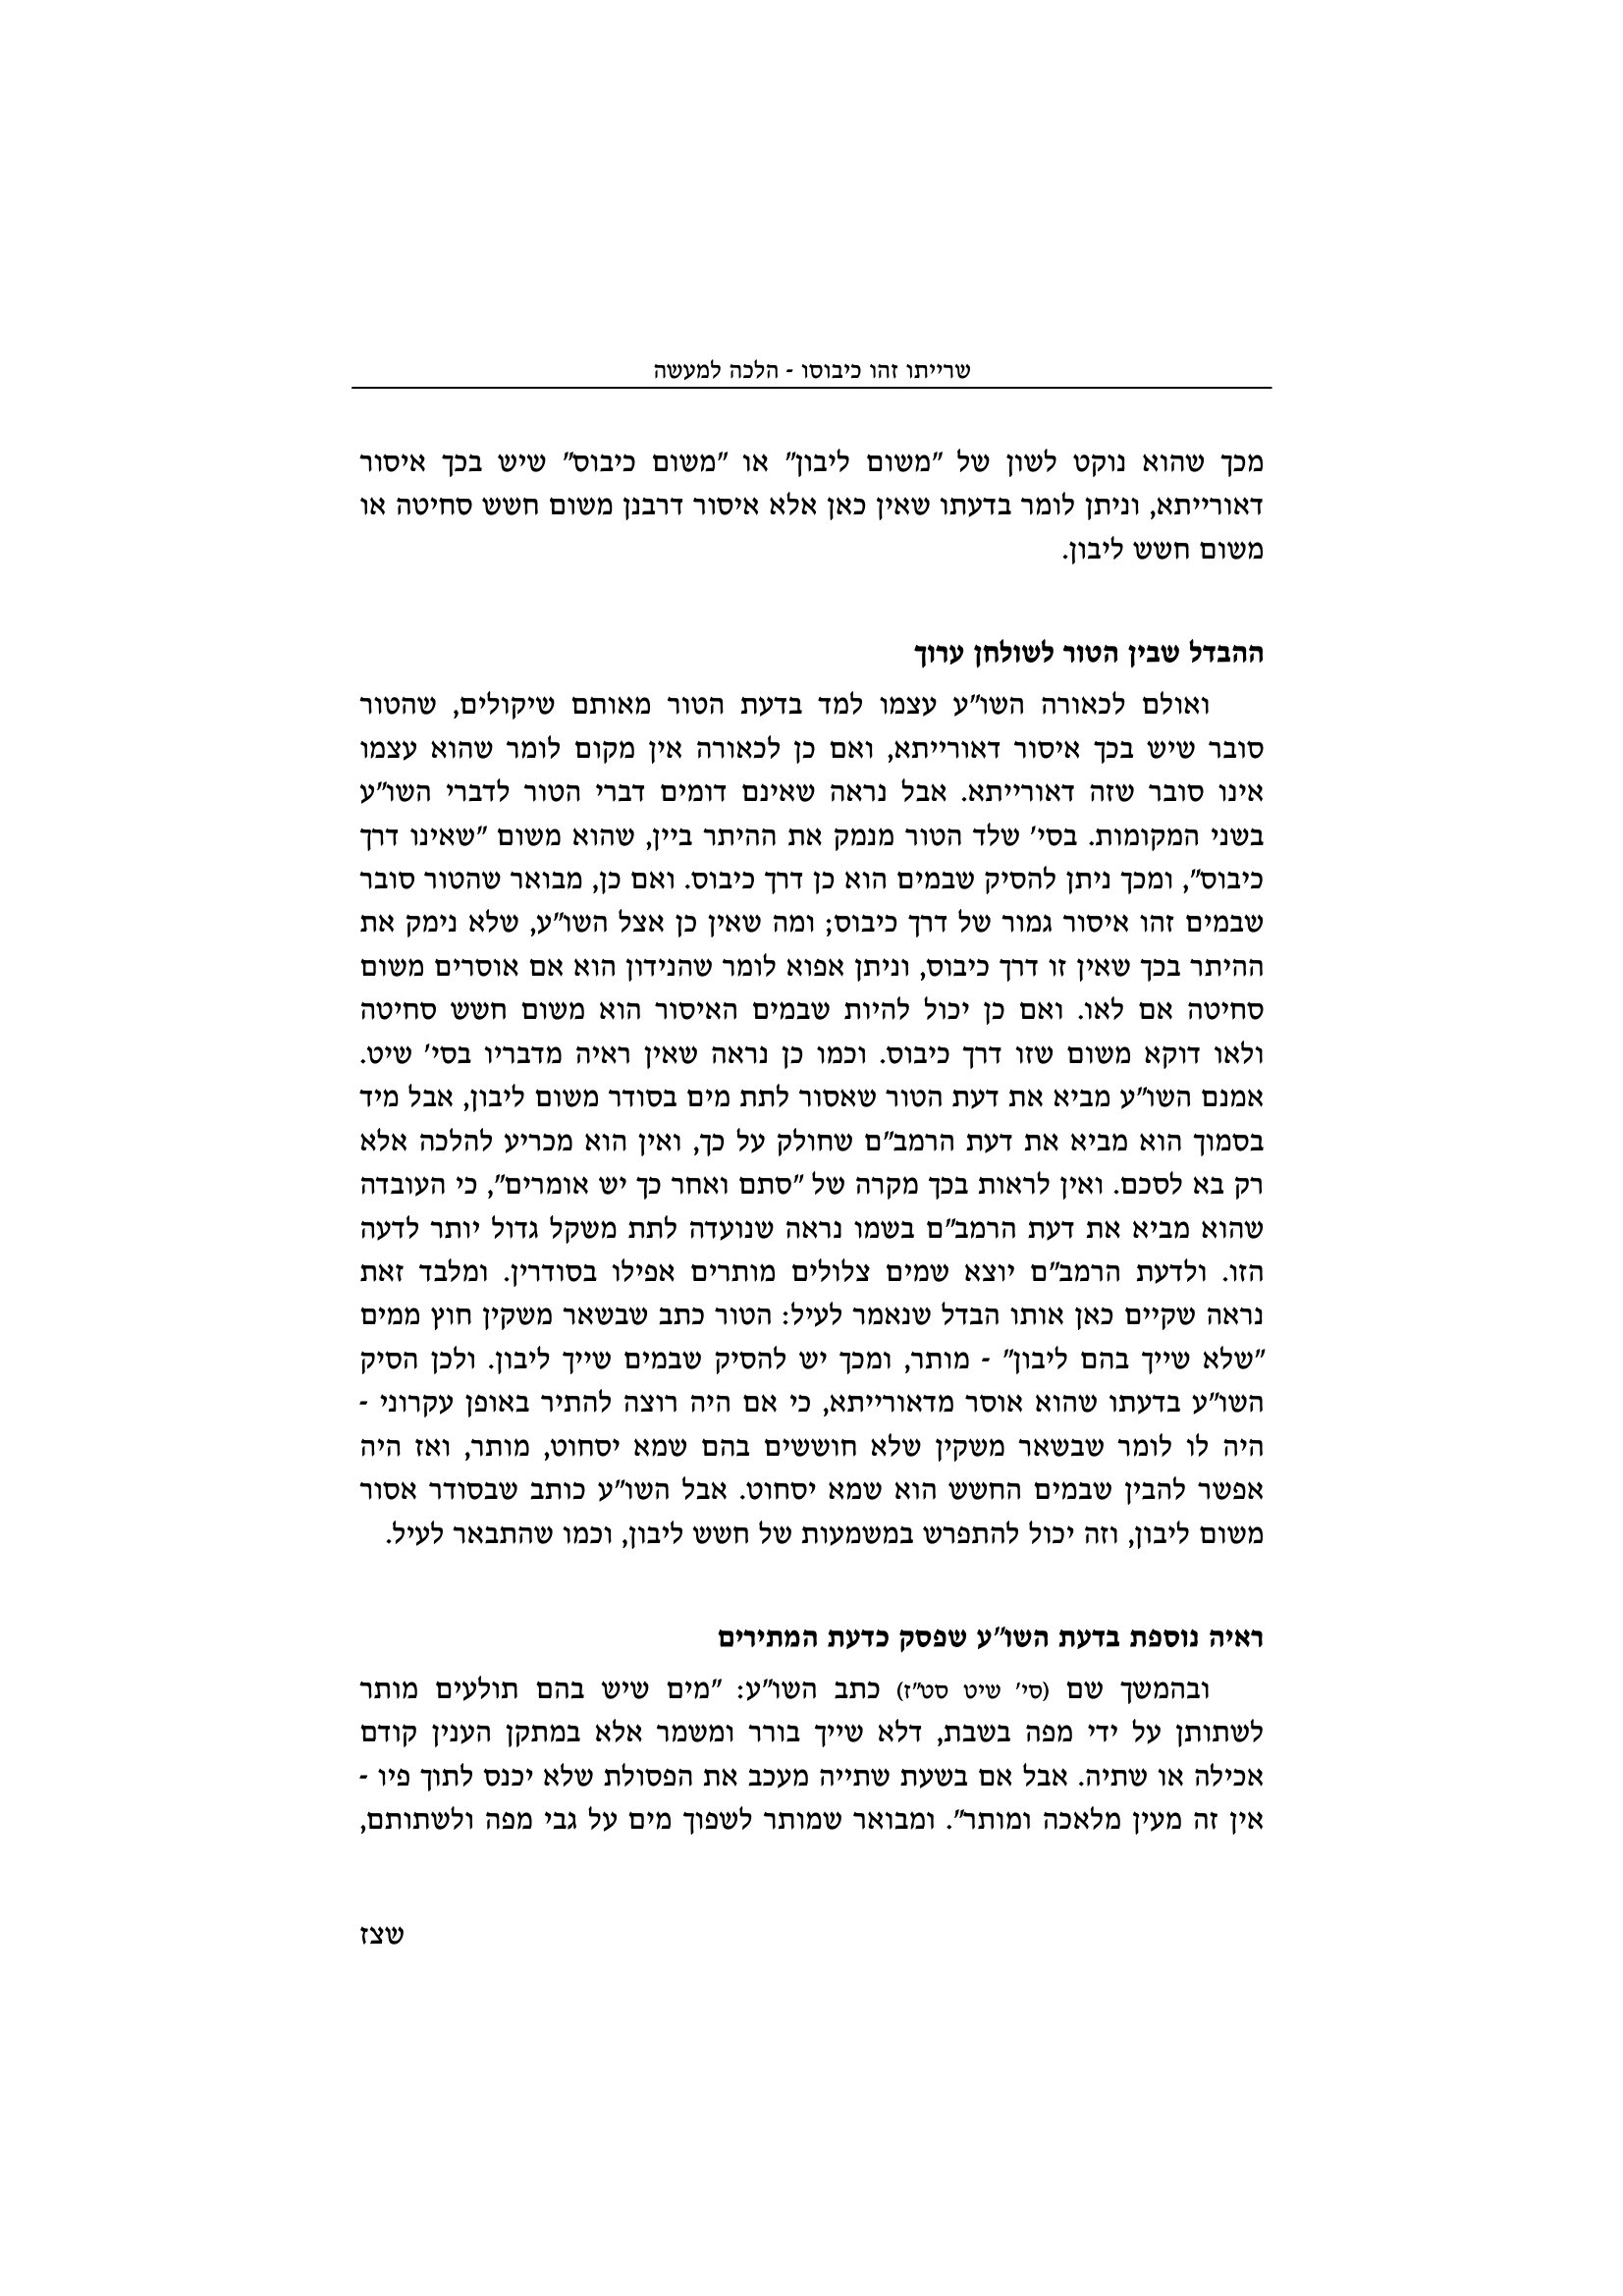 שרייתו זהו כיבוסו - הלכה למעשה
מכך שהוא נוקט לשון של "משום ליבון" או "משום כיבוס" שיש בכך איסור
דאורייתא, וניתן לומר בדעתו שאין כאן אלא איסור דרבנן משום חשש סחיטה או
משום חשש ליבון.
ההבדל שבין הטור לשולחן ערוך
ואולם לכאורה השו"ע עצמו למד בדעת הטור מאותם שיקולים, שהטור
סובר שיש בכך איסור דאורייתא, ואם כן לכאורה אין מקום לומר שהוא עצמו
אינו סובר שזה דאורייתא. אבל נראה שאינם דומים דברי הטור לדברי השו"ע
בשני המקומות. בסי' שלד הטור מנמק את ההיתר ביין, שהוא משום "שאינו דרך
כיבוס", ומכך ניתן להסיק שבמים הוא כן דרך כיבוס. ואם כן, מבואר שהטור סובר
שבמים זהו איסור גמור של דרך כיבוס; ומה שאין כן אצל השו"ע, שלא נימק את
ההיתר בכך שאין זו דרך כיבוס, וניתן אפוא לומר שהנידון הוא אם אוסרים משום
סחיטה אם לאו. ואם כן יכול להיות שבמים האיסור הוא משום חשש סחיטה
ולאו דוקא משום שזו דרך כיבוס. וכמו כן נראה שאין ראיה מדבריו בסי' שיט.
אמנם השו"ע מביא את דעת הטור שאסור לתת מים בסודר משום ליבון, אבל מיד
בסמוך הוא מביא את דעת הרמב"ם שחולק על כך, ואין הוא מכריע להלכה אלא
רק בא לסכם. ואין לראות בכך מקרה של "סתם ואחר כך יש אומרים", כי העובדה
שהוא מביא את דעת הרמב"ם בשמו נראה שנועדה לתת משקל גדול יותר לדעה
הזו. ולדעת הרמב"ם יוצא שמים צלולים מותרים אפילו בסודרין. ומלבד זאת
נראה שקיים כאן אותו הבדל שנאמר לעיל: הטור כתב שבשאר משקין חוץ ממים
"שלא שייך בהם ליבון" - מותר, ומכך יש להסיק שבמים שייך ליבון. ולכן הסיק
השו"ע בדעתו שהוא אוסר מדאורייתא, כי אם היה רוצה להתיר באופן עקרוני -
היה לו לומר שבשאר משקין שלא חוששים בהם שמא יסחוט, מותר, ואז היה
אפשר להבין שבמים החשש הוא שמא יסחוט. אבל השו"ע כותב שבסודר אסור
משום ליבון, וזה יכול להתפרש במשמעות של חשש ליבון, וכמו שהתבאר לעיל.
ראיה נוספת בדעת השו"ע שפסק כדעת המתירים
ובהמשך שם (סי' שיט סט"ז) כתב השו"ע: "מים שיש בהם תולעים מותר
לשתותן על ידי מפה בשבת, דלא שייך בורר ומשמר אלא במתקן הענין קודם
אכילה או שתיה. אבל אם בשעת שתייה מעכב את הפסולת שלא יכנס לתוך פיו -
אין זה מעין מלאכה ומותר". ומבואר שמותר לשפוך מים על גבי מפה ולשתותם,
שצז